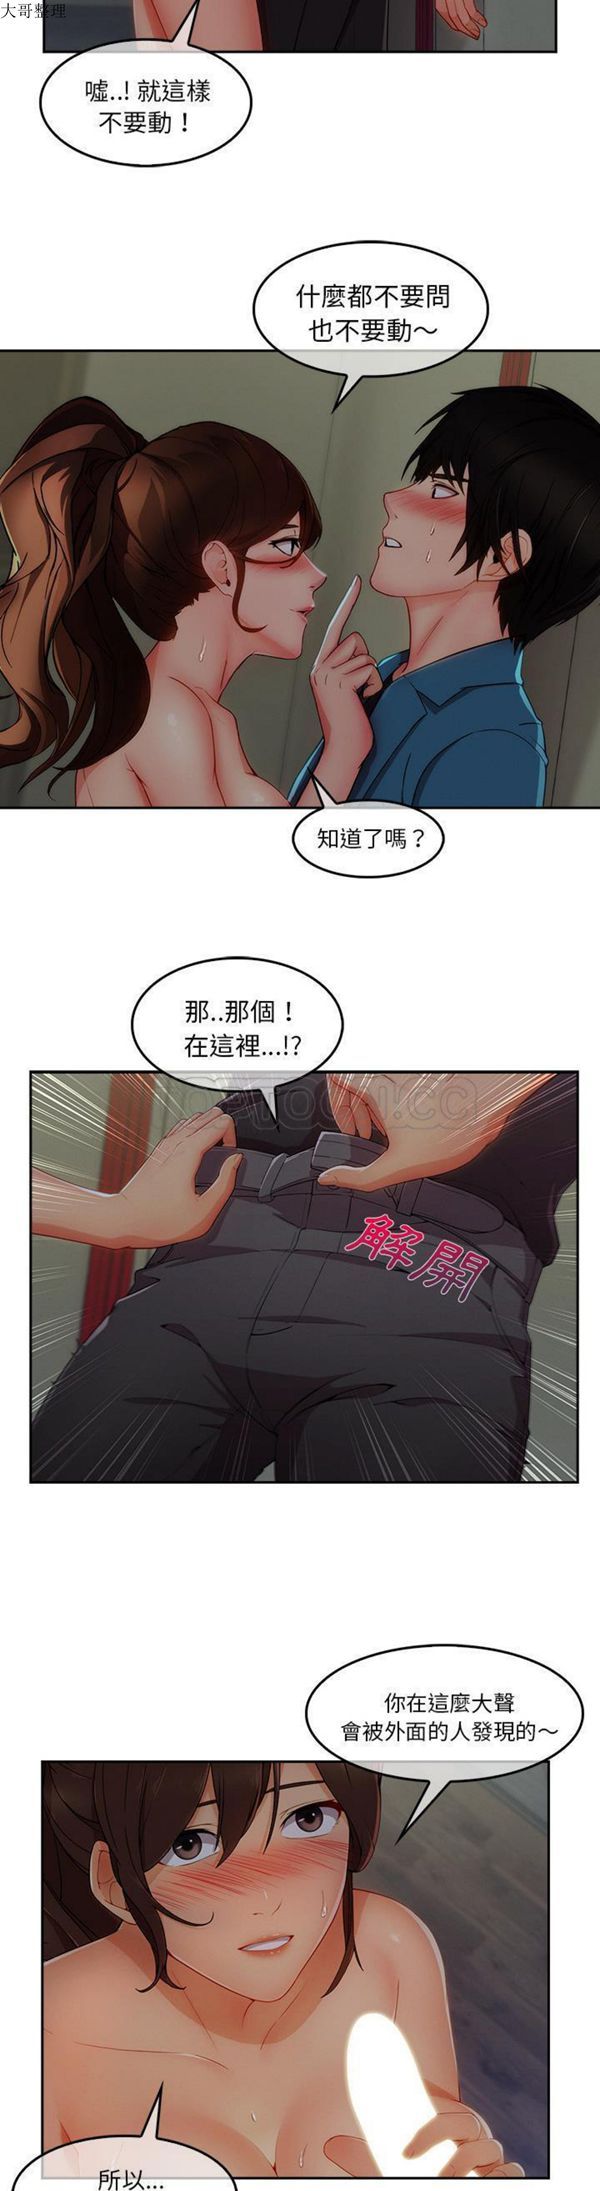 大哥整理
噓..! 就這樣
不要動！
什麼都不要問
也不要動～
知道了嗎？
那..那個！
在這裡...!?
TOPTOON.CC
解開
你在這麼大聲
會被外面的人發現的～
所以...